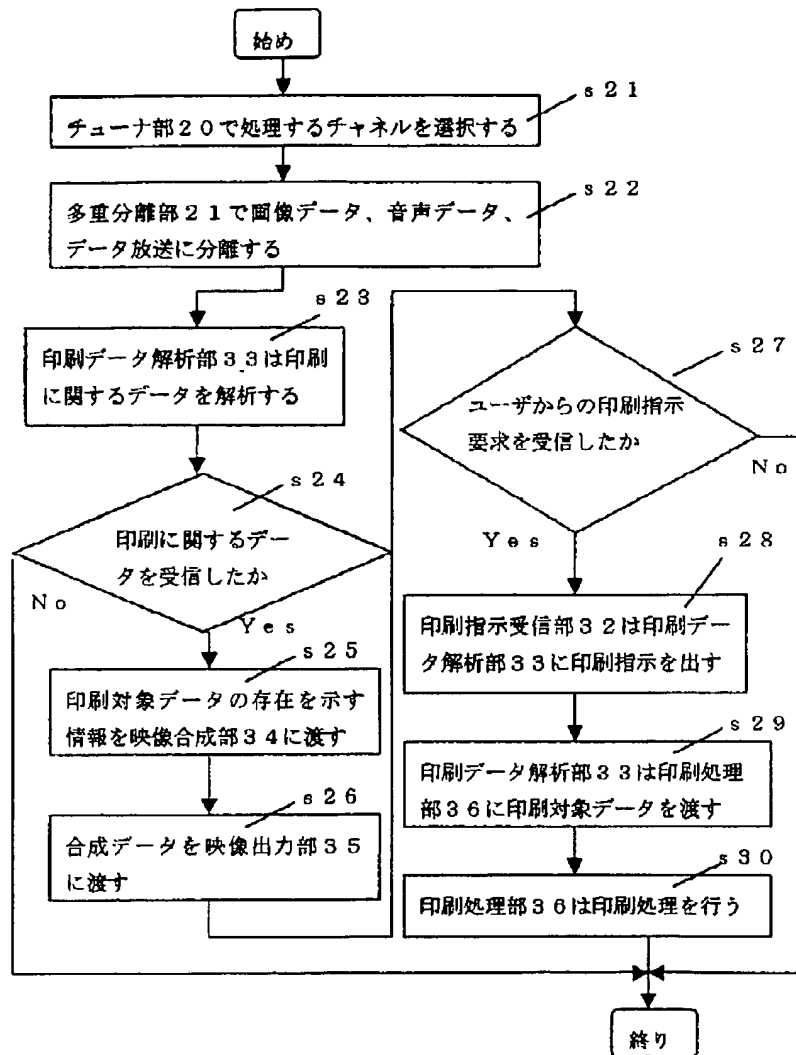 始め
s21
チューナ部20で処理するチャネルを選択する
s22
多重分離部21で画像データ、音声データ、
データ放送に分離する
s23
印刷データ解析部33は印刷
に関するデータを解析する
s24
印刷に関するデー
タを受信したか
No
Yes
s25
印刷対象データの存在を示す
情報を映像合成部34に渡す
s26
合成データを映像出力部35
に渡す
s27
ユーザからの印刷指示
要求を受信したか
No
Yes
s28
印刷指示受信部32は印刷デー
タ解析部33に印刷指示を出す
s29
印刷データ解析部33は印刷処理
部36に印刷対象データを渡す
s30
印刷処理部36は印刷処理を行う
終り